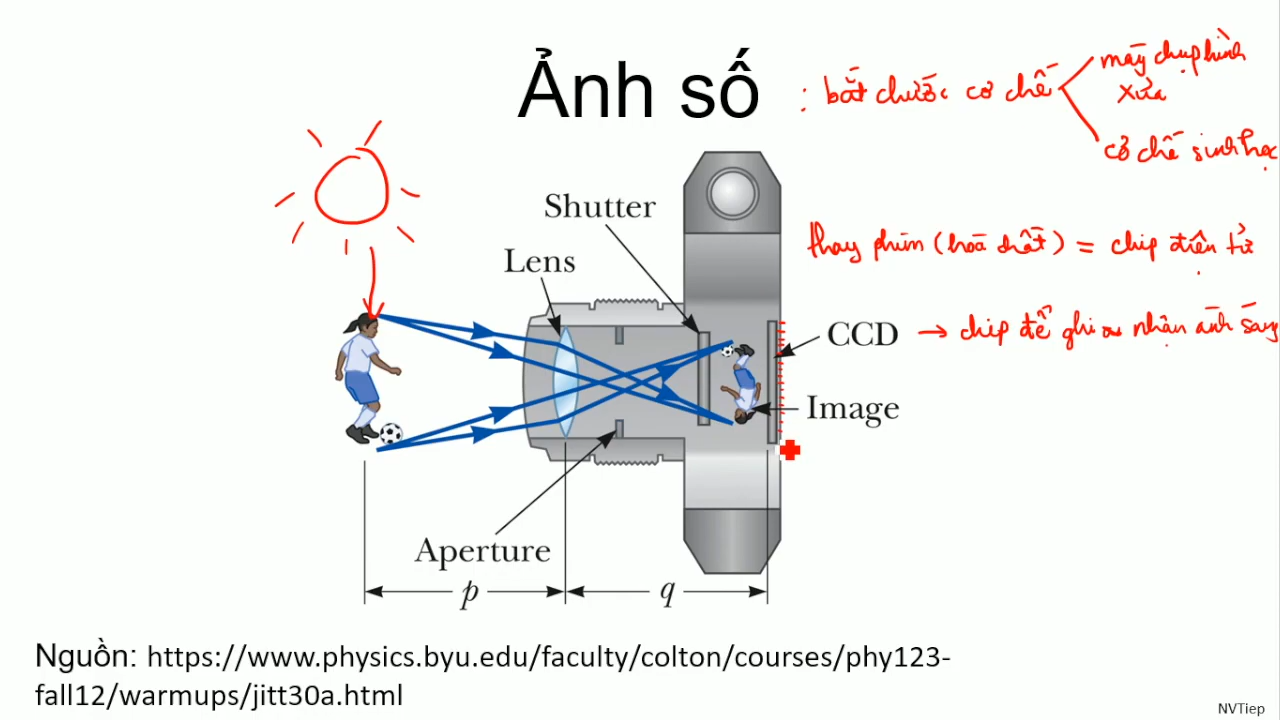 Ảnh số
: bắt chước cơ chế
máy chụp hình
xưa
cơ chế sinh học
Shutter
thay phim (hoá chất) = chip điện tử
Lens
CCD → chip để ghi nhận ánh sáng
Image
Aperture
p
q
Nguồn: https://www.physics.byu.edu/faculty/colton/courses/phy123-
fall12/warmups/jitt30a.html
NVTiep